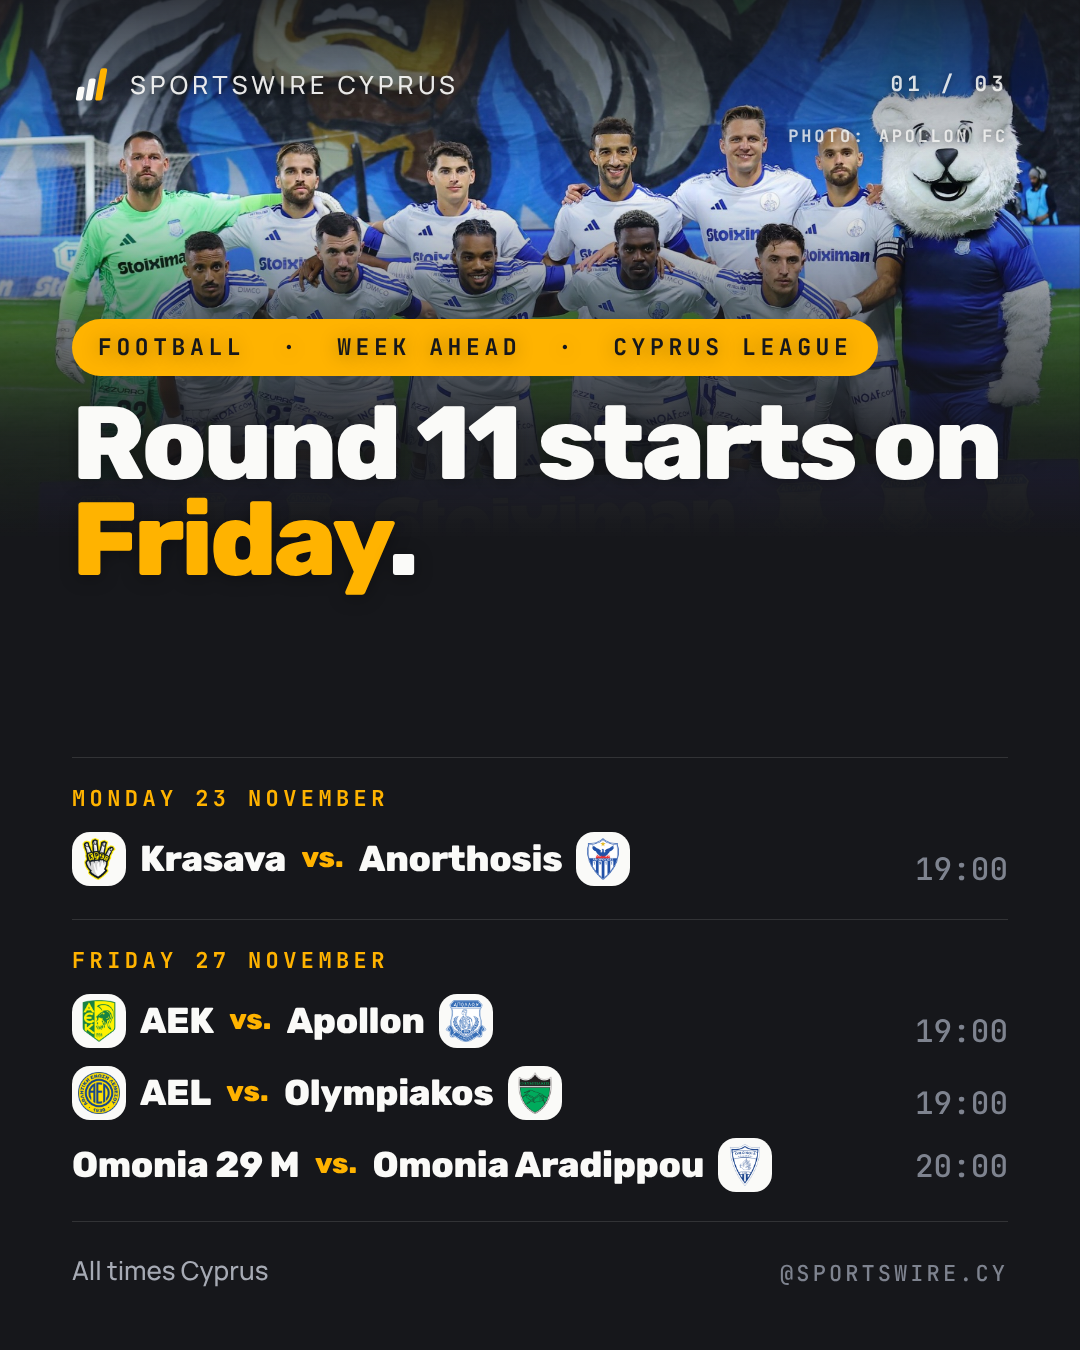 SPORTSWIRE CYPRUS
01 / 03
PHOTO: APOLLON FC
Stoiximan
FOOTBALL · WEEK AHEAD · CYPRUS LEAGUE
Round 11 starts on
Friday.
MONDAY 23 NOVEMBER
Krasava vs. Anorthosis
19:00
FRIDAY 27 NOVEMBER
AEK vs. Apollon
19:00
AEL vs. Olympiakos
19:00
Omonia 29 M vs. Omonia Aradippou
20:00
All times Cyprus
@SPORTSWIRE.CY